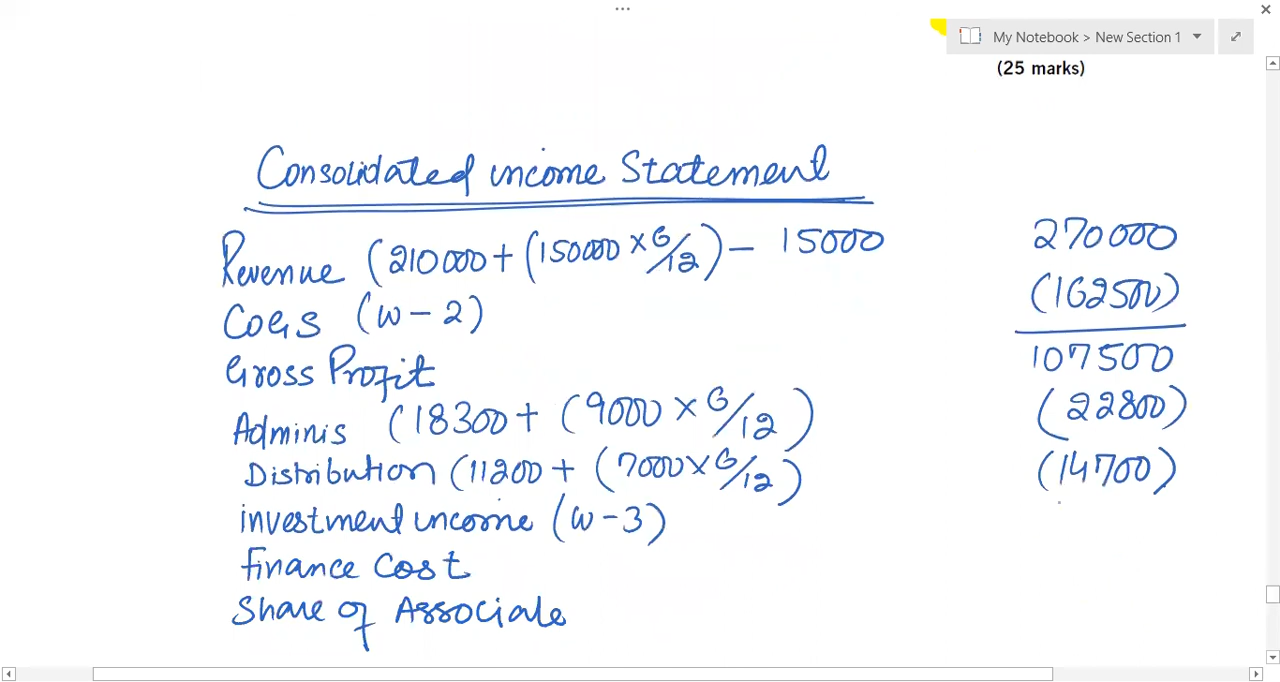 My Notebook > New Section 1
(25 marks)
Consolidated income Statement
Revenue (210000 + (150000 × 6/12) - 15000 270000
COGS (W-2) (162500)
Gross Profit 107500
Adminis (18300 + (9000 × 6/12) (22800)
Distribution (11200 + (7000 × 6/12) (14700)
investment income (W-3)
finance Cost
Share of Associate